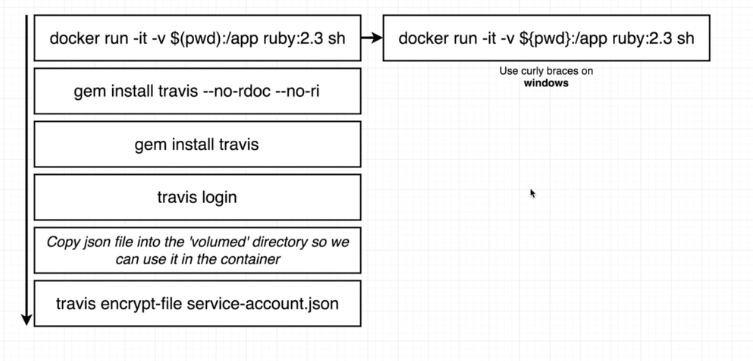 docker run -it -v $(pwd):/app ruby:2.3 sh
docker run -it -v ${pwd}:/app ruby:2.3 sh
Use curly braces on
windows
gem install travis --no-rdoc --no-ri
gem install travis
travis login
Copy json file into the 'volumed' directory so we
can use it in the container
travis encrypt-file service-account.json